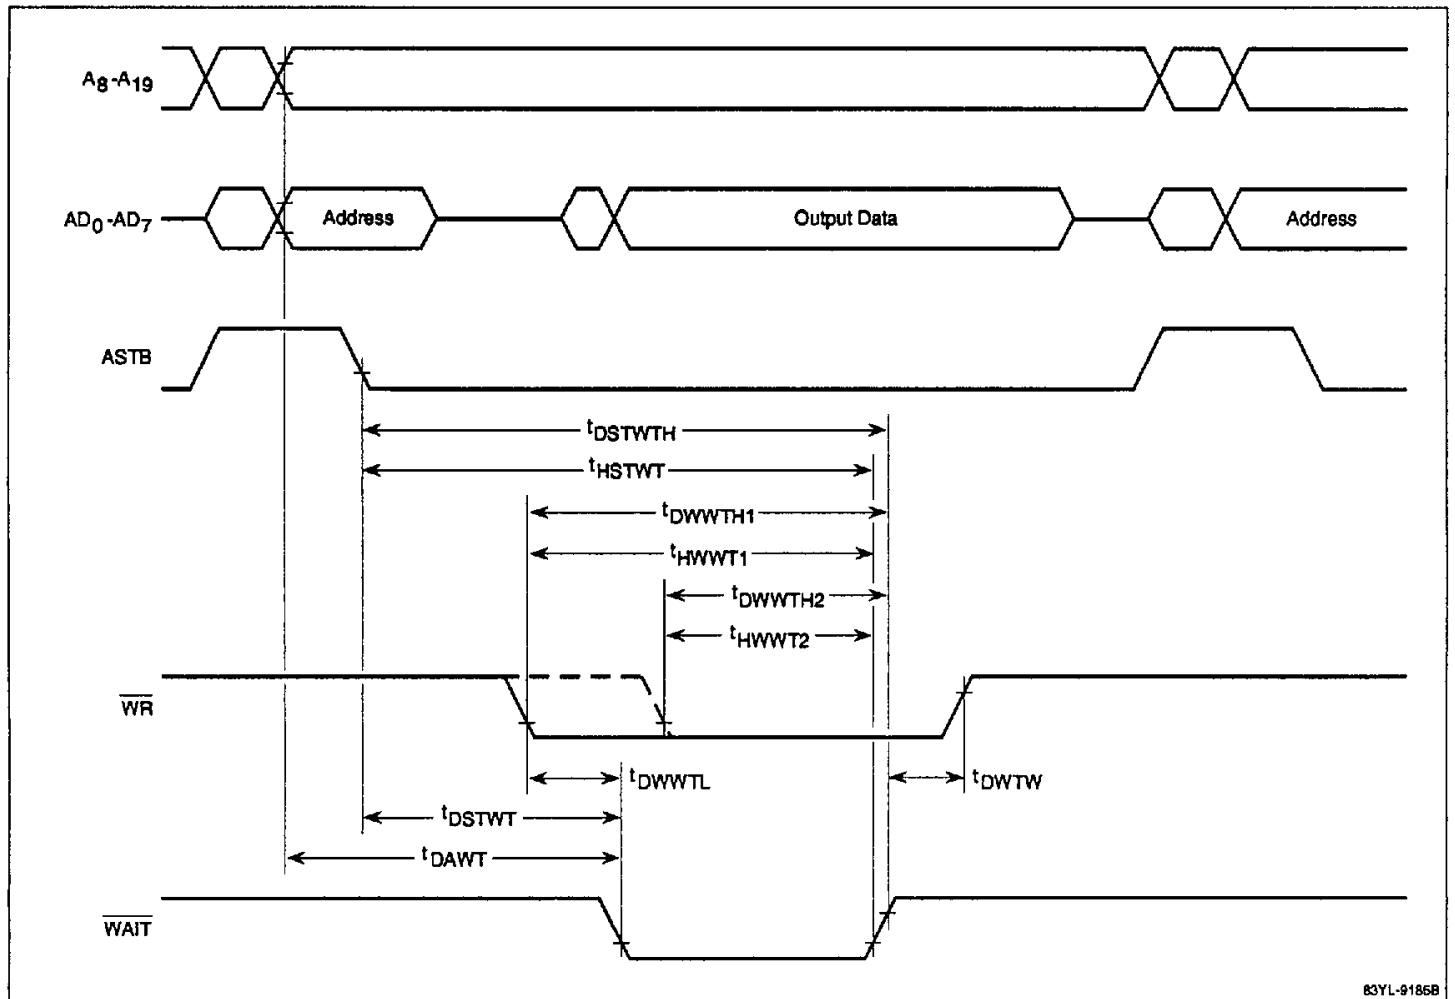 A8-A19
AD0-AD7 Address Output Data Address
ASTB
tDSTWTH
tHSTWT
tDWWTH1
tHWWT1
tDWWTH2
tHWWT2
WR
tDWWTL tDWTW
tDSTWT
tDAWT
WAIT
83YL-9185B